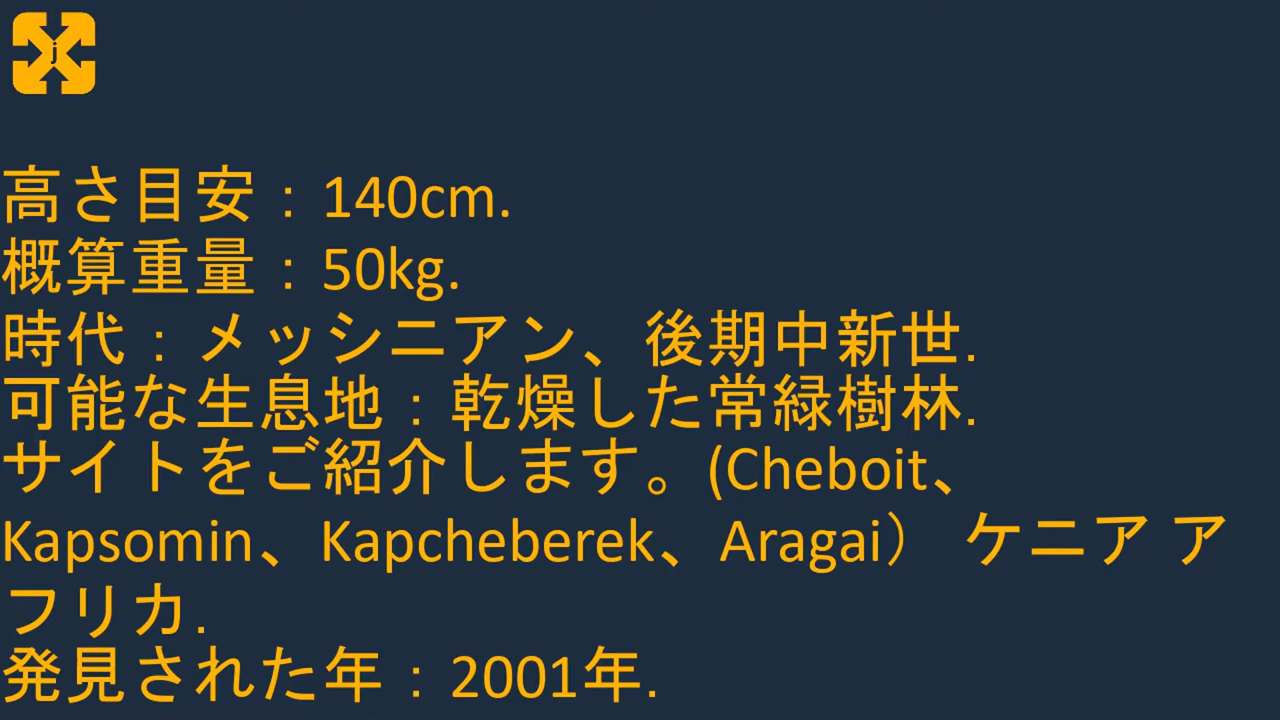 j
高さ目安：140cm.
概算重量：50kg.
時代：メッシニアン、後期中新世.
可能な生息地：乾燥した常緑樹林.
サイトをご紹介します。(Cheboit、
Kapsomin、Kapcheberek、Aragai） ケニア ア
フリカ.
発見された年：2001年.